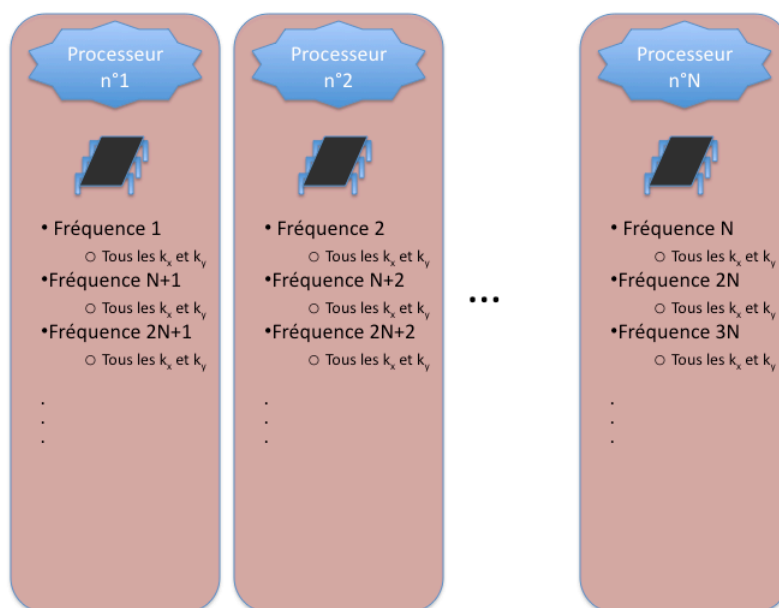 Processeur
n°1
• Fréquence 1
○ Tous les kx et ky
•Fréquence N+1
○ Tous les kx et ky
•Fréquence 2N+1
○ Tous les kx et ky
.
.
.
Processeur
n°2
• Fréquence 2
○ Tous les kx et ky
•Fréquence N+2
○ Tous les kx et ky
•Fréquence 2N+2
○ Tous les kx et ky
.
.
.
...
Processeur
n°N
• Fréquence N
○ Tous les kx et ky
•Fréquence 2N
○ Tous les kx et ky
•Fréquence 3N
○ Tous les kx et ky
.
.
.